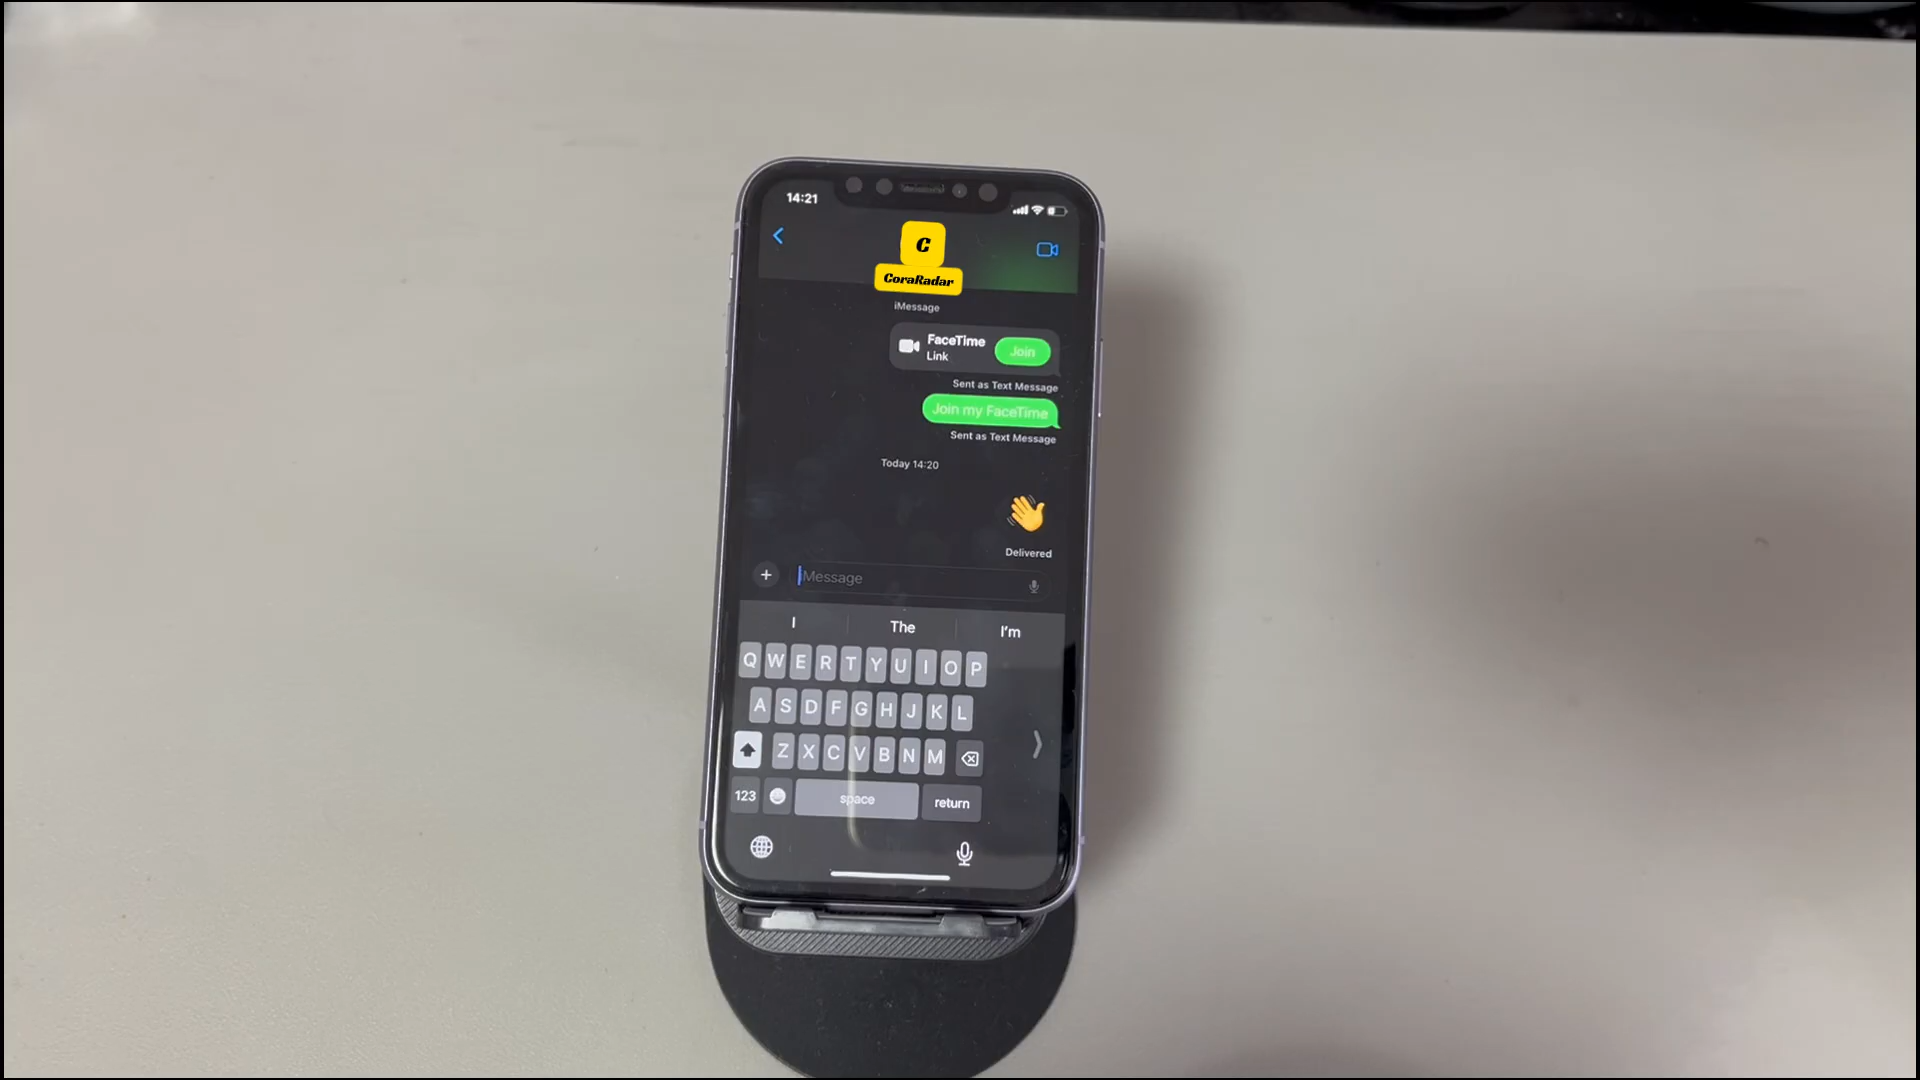 14:21
C
CoraRadar
iMessage
FaceTime
Link
Join
Sent as Text Message
Join my FaceTime
Sent as Text Message
Today 14:20
Delivered
iMessage
I The I'm
Q W E R T Y U I O P
A S D F G H J K L
Z X C V B N M
123 space return